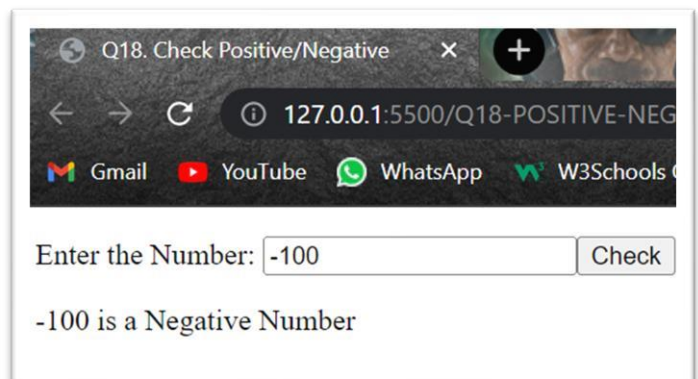 Q18. Check Positive/Negative
127.0.0.1:5500/Q18-POSITIVE-NEG
Gmail YouTube WhatsApp W3Schools
Enter the Number: -100 Check
-100 is a Negative Number